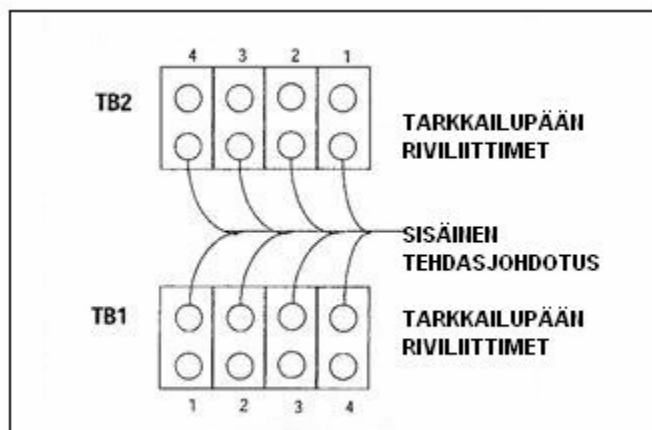 4 3 2 1
TB2
TARKKAILUPÄÄN
RIVILIITTIMET
SISÄINEN
TEHDASJOHDOTUS
TB1
TARKKAILUPÄÄN
RIVILIITTIMET
1 2 3 4